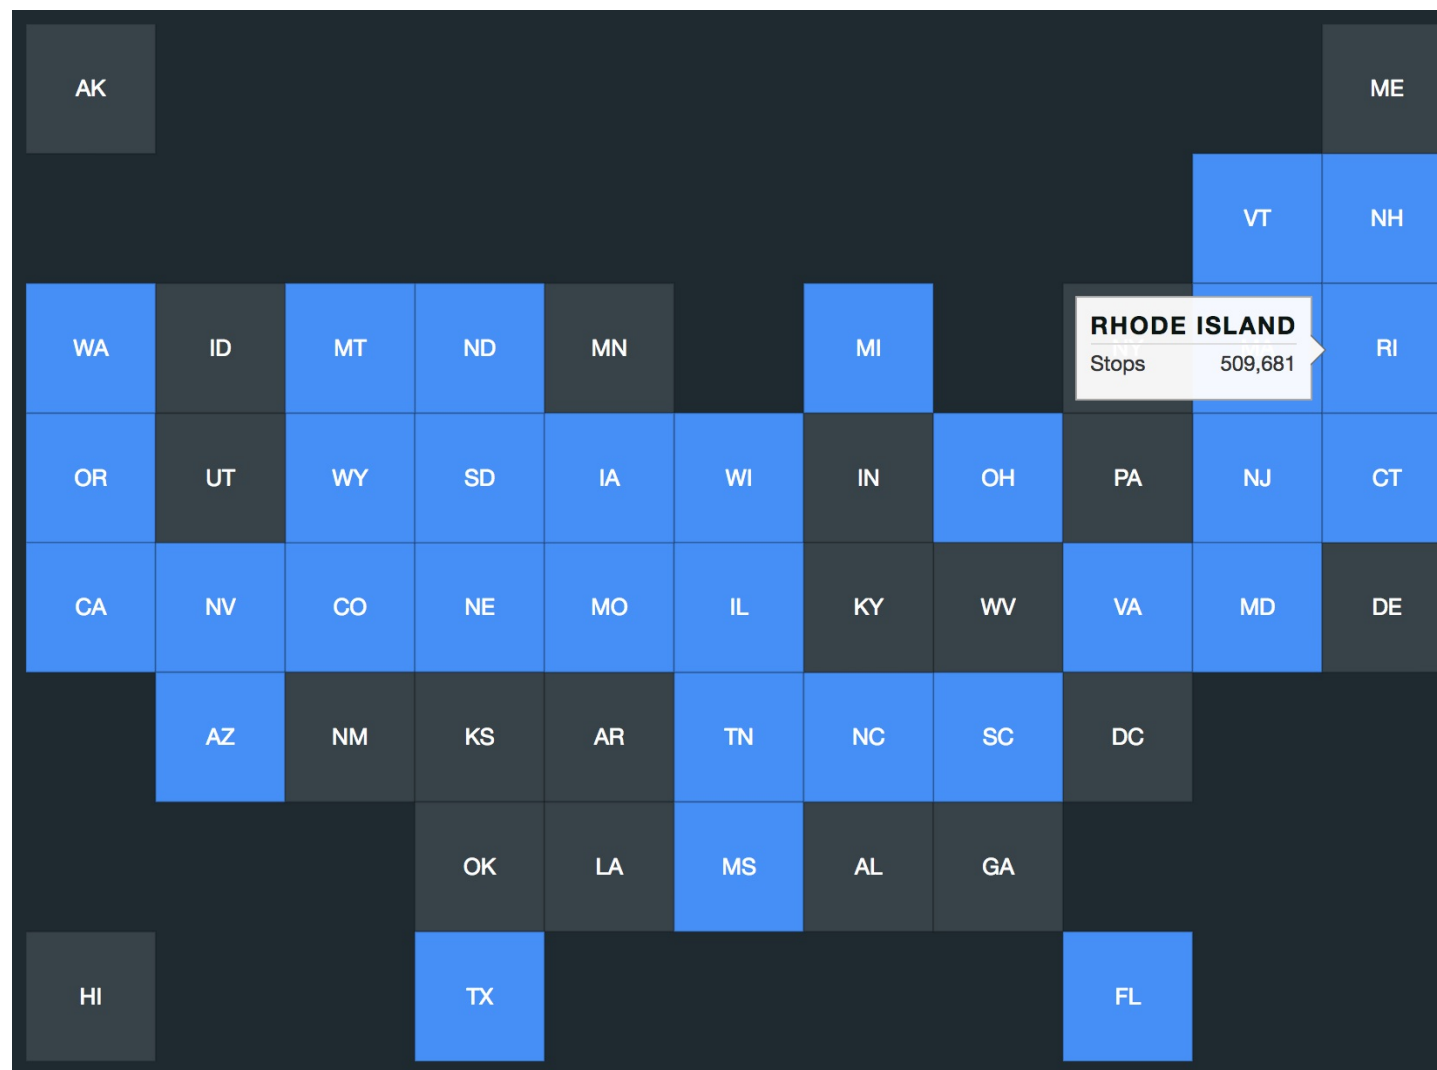 AK ME
VT NH
WA ID MT ND MN MI RI
RHODE ISLAND
Stops 509,681
NY MA
OR UT WY SD IA WI IN OH PA NJ CT
CA NV CO NE MO IL KY WV VA MD DE
AZ NM KS AR TN NC SC DC
OK LA MS AL GA
HI TX FL